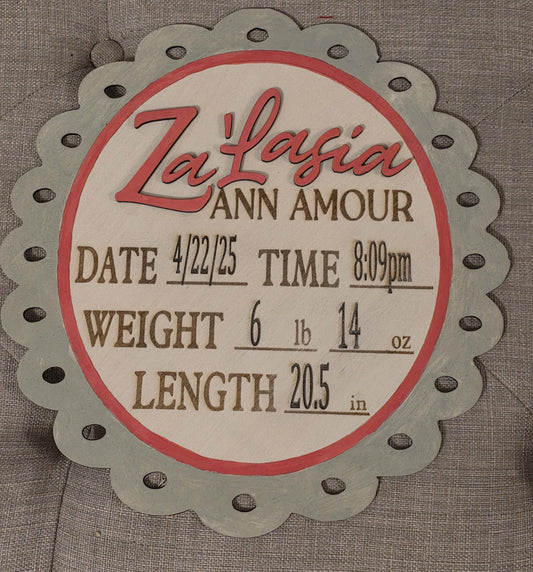 Za'Lasia
ANN AMOUR
DATE 4/22/25 TIME 8:09pm
WEIGHT 6 lb 14 oz
LENGTH 20.5 in